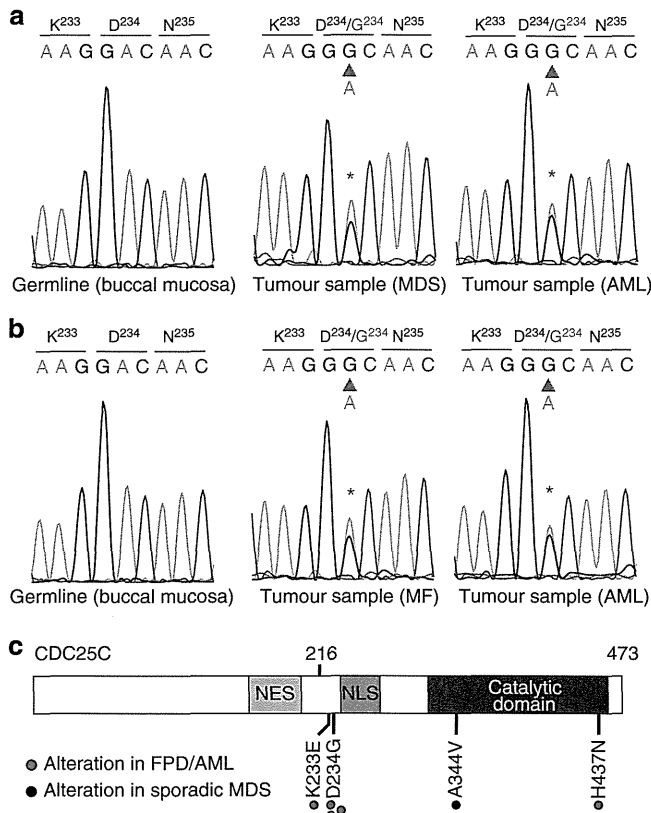 a
K233 D234 N235
A A G G A C A A C
K233 D234/G234 N235
A A G G G C A A C
A
*
K233 D234/G234 N235
A A G G G C A A C
A
*
Germline (buccal mucosa)
Tumour sample (MDS)
Tumour sample (AML)
b
K233 D234 N235
A A G G A C A A C
K233 D234/G234 N235
A A G G G C A A C
A
*
K233 D234/G234 N235
A A G G G C A A C
A
*
Germline (buccal mucosa)
Tumour sample (MF)
Tumour sample (AML)
c
CDC25C 216 473
NES NLS Catalytic domain
Alteration in FPD/AML
Alteration in sporadic MDS
K233E
D234G
A344V
H437N